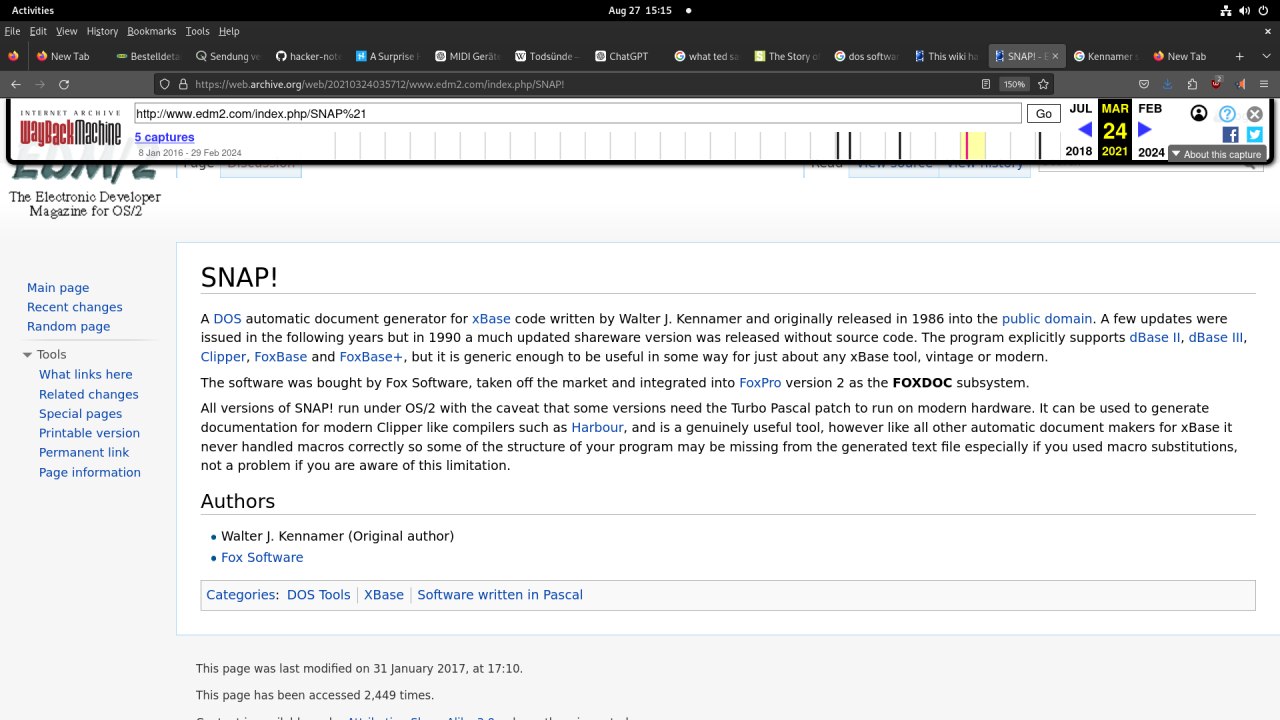 Activities
Aug 27 15:15
File Edit View History Bookmarks Tools Help
New Tab
Bestelldeta
Sendung ve
hacker-not
A Surprise H
MIDI Geräte
Todsünde –
ChatGPT
what ted sa
The Story o
dos softwar
This wiki ha
SNAP! - E
Kennamer s
New Tab
https://web.archive.org/web/20210324035712/www.edm2.com/index.php/SNAP!
150%
2
INTERNET ARCHIVE
WayBackMachine
http://www.edm2.com/index.php/SNAP%21
Go
JUL MAR FEB
5 captures
24
8 Jan 2016 - 29 Feb 2024
2018 2021 2024
About this capture
EDM/2
Page Discussion
Read View source View history
The Electronic Developer
Magazine for OS/2
Main page
Recent changes
Random page
Tools
What links here
Related changes
Special pages
Printable version
Permanent link
Page information
SNAP!
A DOS automatic document generator for xBase code written by Walter J. Kennamer and originally released in 1986 into the public domain. A few updates were
issued in the following years but in 1990 a much updated shareware version was released without source code. The program explicitly supports dBase II, dBase III,
Clipper, FoxBase and FoxBase+, but it is generic enough to be useful in some way for just about any xBase tool, vintage or modern.
The software was bought by Fox Software, taken off the market and integrated into FoxPro version 2 as the FOXDOC subsystem.
All versions of SNAP! run under OS/2 with the caveat that some versions need the Turbo Pascal patch to run on modern hardware. It can be used to generate
documentation for modern Clipper like compilers such as Harbour, and is a genuinely useful tool, however like all other automatic document makers for xBase it
never handled macros correctly so some of the structure of your program may be missing from the generated text file especially if you used macro substitutions,
not a problem if you are aware of this limitation.
Authors
Walter J. Kennamer (Original author)
Fox Software
Categories: DOS Tools XBase Software written in Pascal
This page was last modified on 31 January 2017, at 17:10.
This page has been accessed 2,449 times.